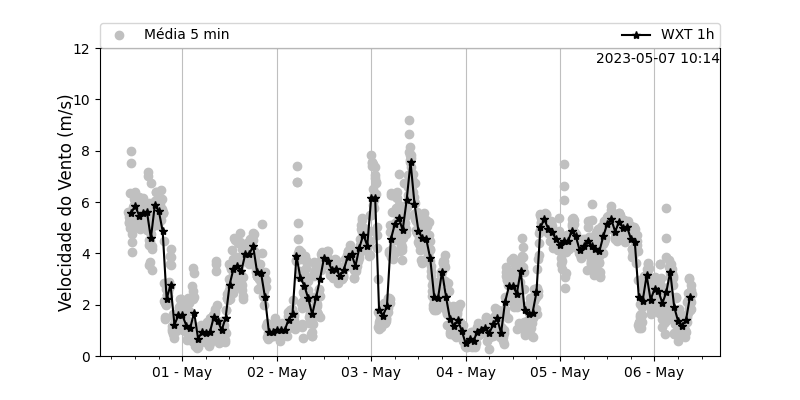 Média 5 min
WXT 1h
2023-05-07 10:14
Velocidade do Vento (m/s)
12
10
8
6
4
2
0
01 - May
02 - May
03 - May
04 - May
05 - May
06 - May